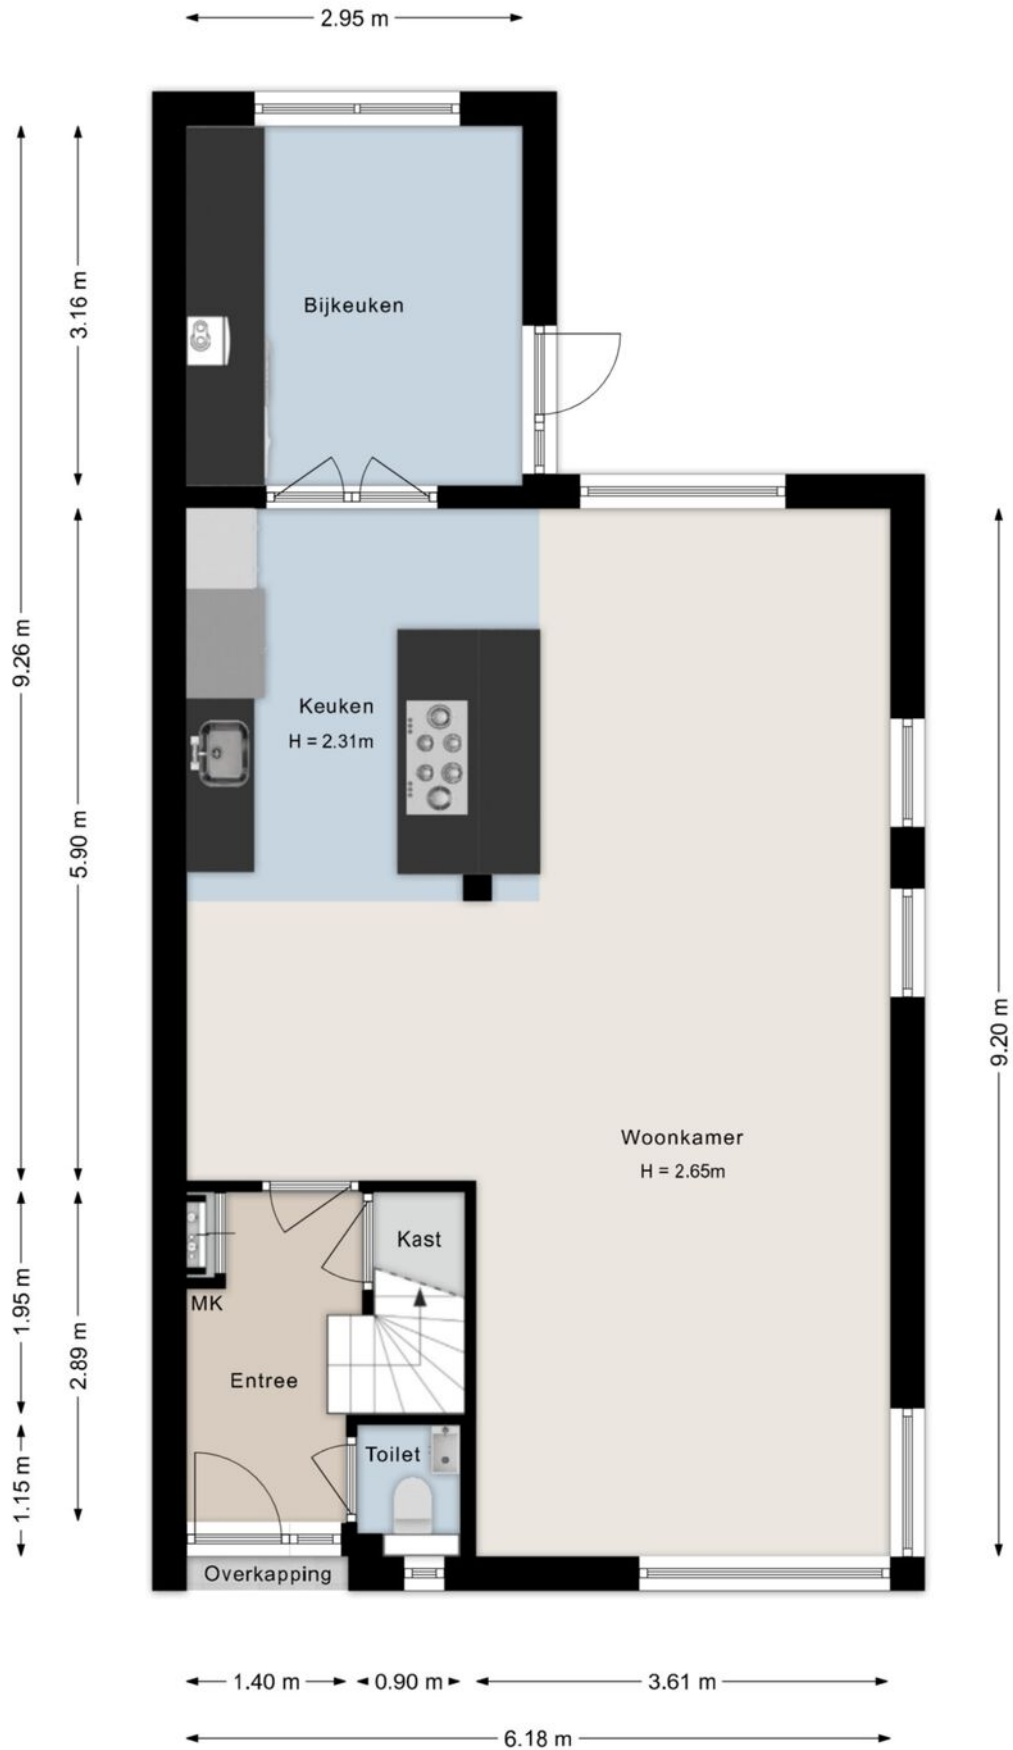 2.95 m
3.16 m
Bijkeuken
9.26 m
Keuken
H = 2.31m
5.90 m
9.20 m
Woonkamer
H = 2.65m
Kast
MK
1.95 m
2.89 m
Entree
Toilet
1.15 m
Overkapping
1.40 m
0.90 m
3.61 m
6.18 m